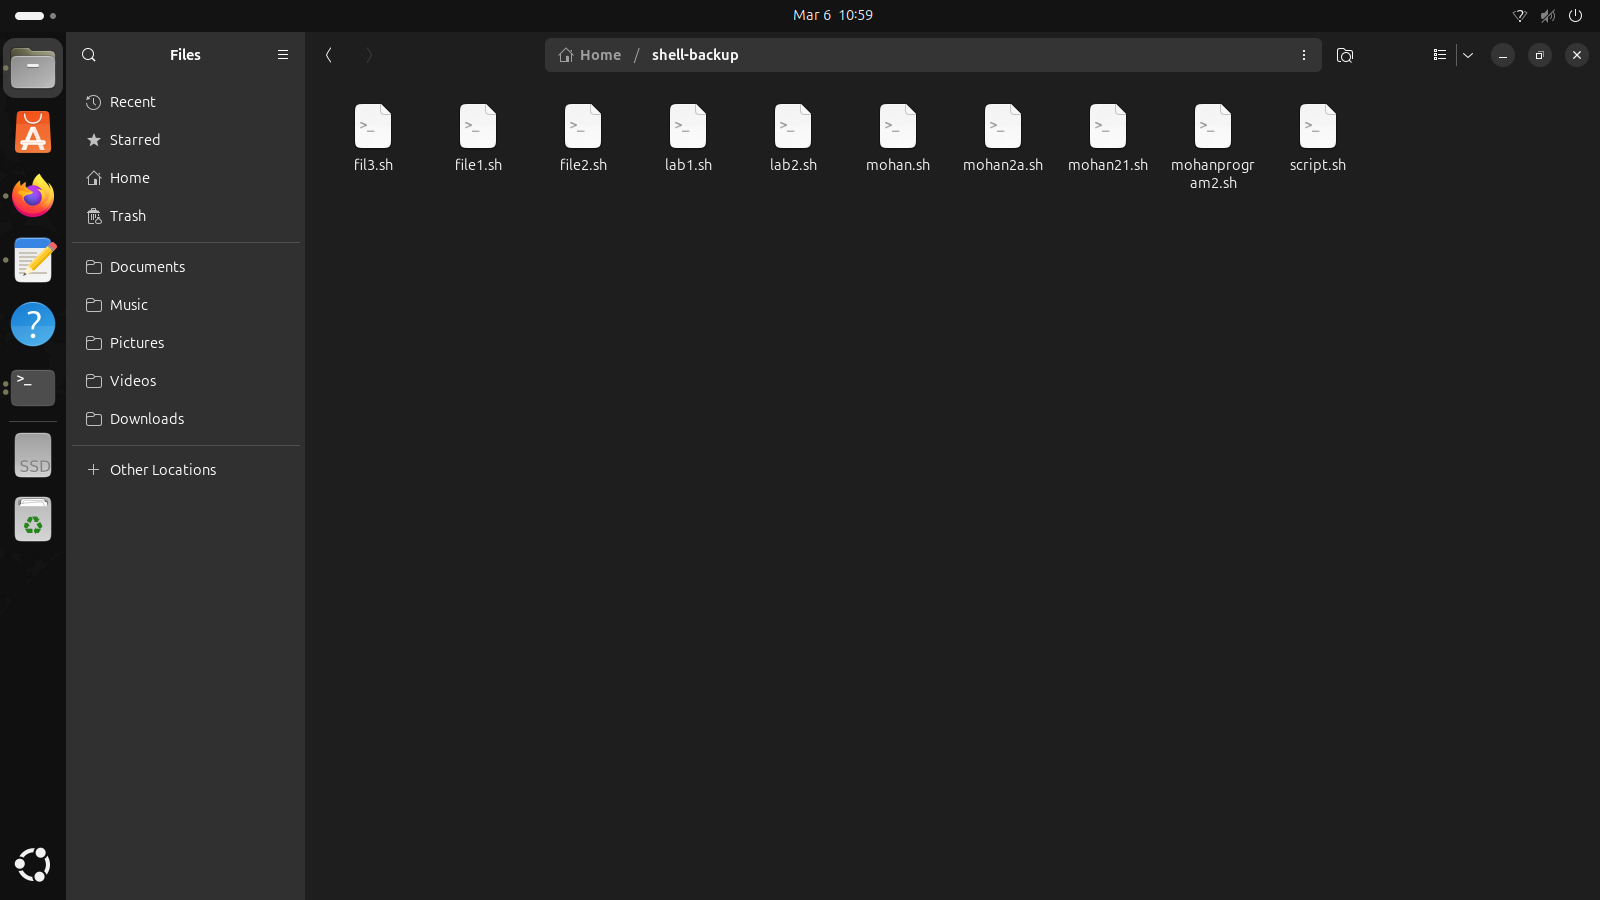 Mar 6 10:59
Files
Home / shell-backup
Recent
Starred
Home
Trash
Documents
Music
Pictures
Videos
Downloads
Other Locations
fil3.sh
file1.sh
file2.sh
lab1.sh
lab2.sh
mohan.sh
mohan2a.sh
mohan21.sh
mohanprogr
am2.sh
script.sh
>_
SSD